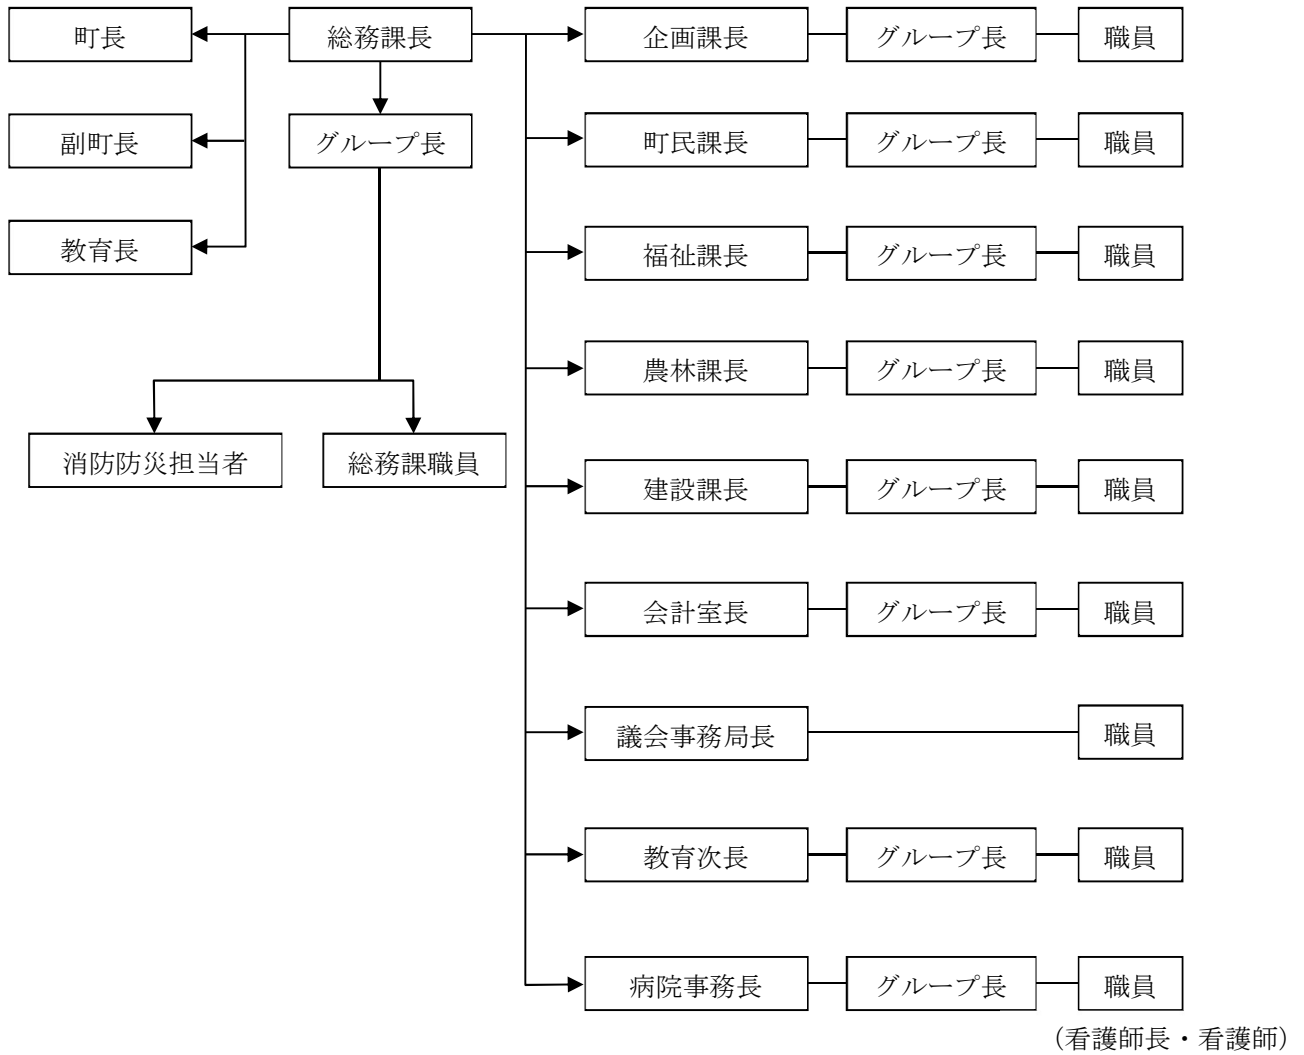 町長
総務課長
企画課長
グループ長
職員
副町長
グループ長
町民課長
グループ長
職員
教育長
福祉課長
グループ長
職員
農林課長
グループ長
職員
消防防災担当者
総務課職員
建設課長
グループ長
職員
会計室長
グループ長
職員
議会事務局長
職員
教育次長
グループ長
職員
病院事務長
グループ長
職員
（看護師長・看護師）